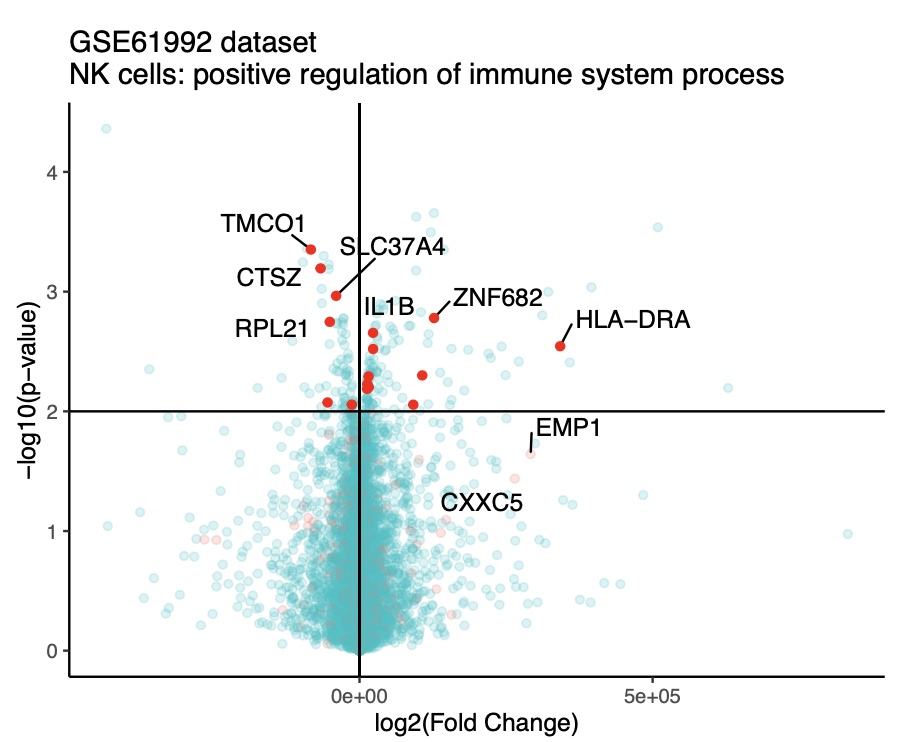 GSE61992 dataset
NK cells: positive regulation of immune system process
4
3
2
1
0
−log10(p−value)
TMCO1
SLC37A4
CTSZ
IL1B
ZNF682
RPL21
HLA−DRA
EMP1
CXXC5
0e+00
5e+05
log2(Fold Change)